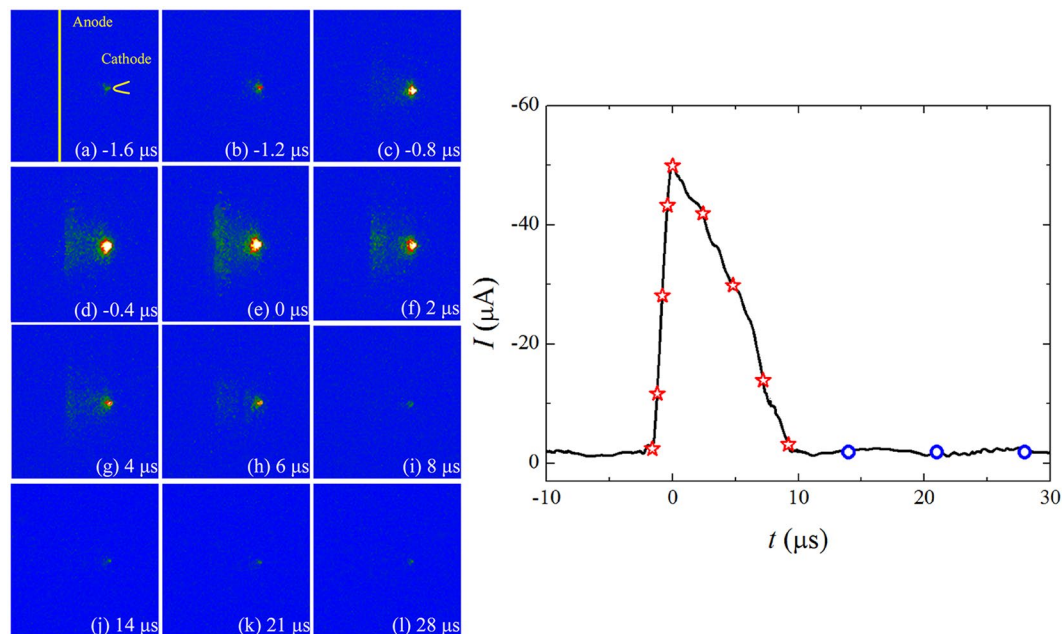 Anode
Cathode
(a) -1.6 μs
(b) -1.2 μs
(c) -0.8 μs
(d) -0.4 μs
(e) 0 μs
(f) 2 μs
(g) 4 μs
(h) 6 μs
(i) 8 μs
(j) 14 μs
(k) 21 μs
(l) 28 μs
-60
-40
-20
0
I (μA)
-10
0
10
20
30
t (μs)